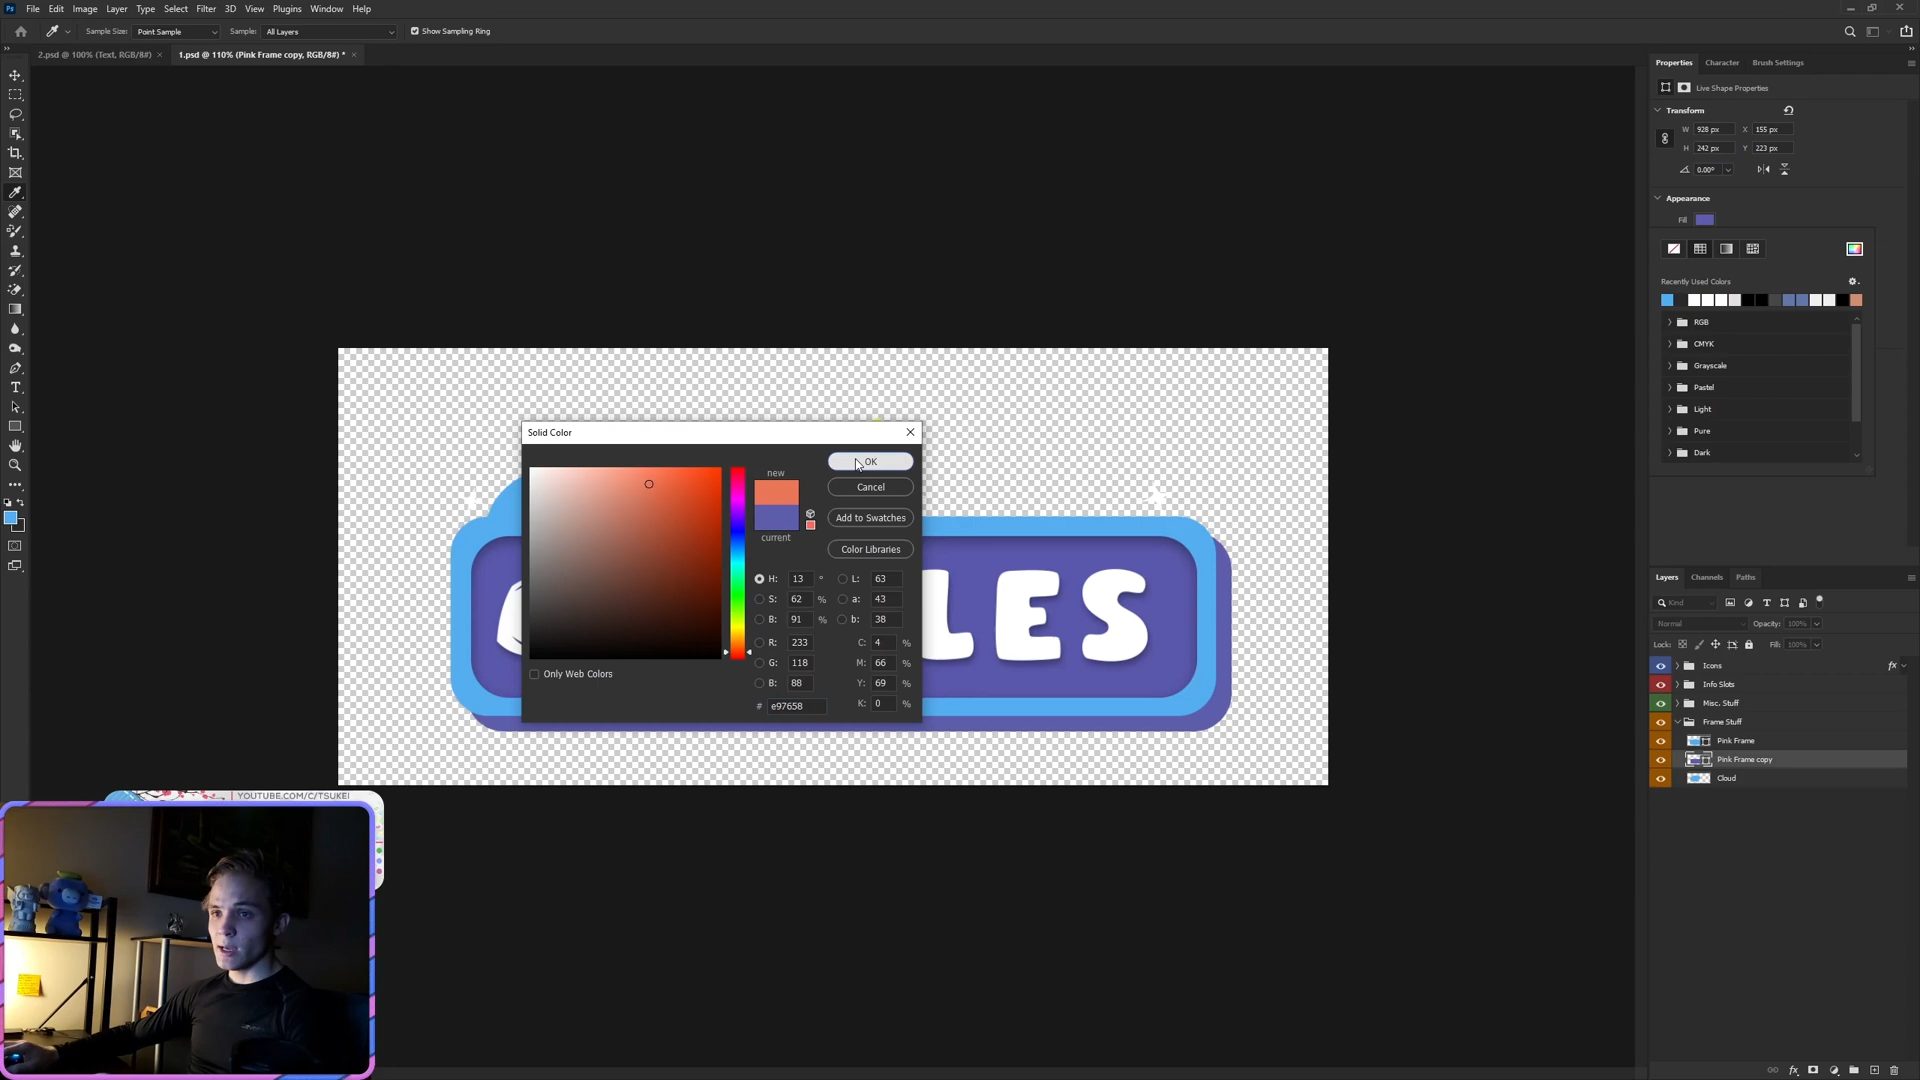 Ps File Edit Image Layer Type Select Filter 3D View Plugins Window Help
Sample Size: Point Sample Sample: All Layers Show Sampling Ring
2.psd @ 100% (Text, RGB/8#) × 1.psd @ 110% (Pink Frame copy, RGB/8#) * ×
Properties Character Brush Settings
Live Shape Properties
Transform
W 928 px X 155 px
H 242 px Y 223 px
0.00°
Appearance
Fill
Recently Used Colors
RGB
CMYK
Grayscale
Pastel
Light
Pure
Dark
Solid Color
new
current
OK
Cancel
Add to Swatches
Color Libraries
H: 13 ° L: 63
S: 62 % a: 43
B: 91 % b: 38
R: 233 C: 4 %
G: 118 M: 66 %
B: 88 Y: 69 %
# e97658 K: 0 %
Only Web Colors
LES
Layers Channels Paths
Kind
Normal Opacity: 100%
Lock: Fill: 100%
Icons fx
Info Slots
Misc. Stuff
Frame Stuff
Pink Frame
Pink Frame copy
Cloud
YOUTUBE.COM/C/TSUKEI
fx